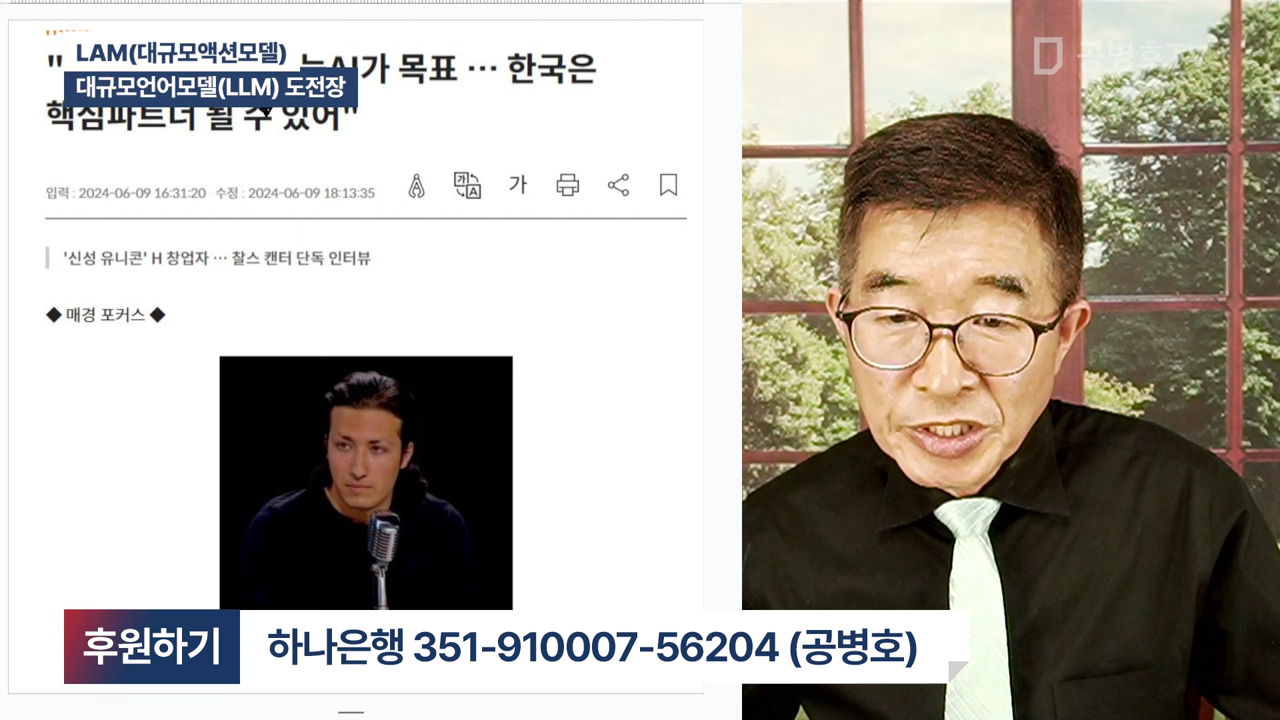 LAM(대규모액션모델)
대규모언어모델(LLM) 도전장
"
능AI가 목표 … 한국은
핵심파트너 될 수 있어"
입력 : 2024-06-09 16:31:20 수정 : 2024-06-09 18:13:35
가
'신성 유니콘' H 창업자 … 찰스 캔터 단독 인터뷰
◆ 매경 포커스 ◆
공병호
후원하기
하나은행 351-910007-56204 (공병호)